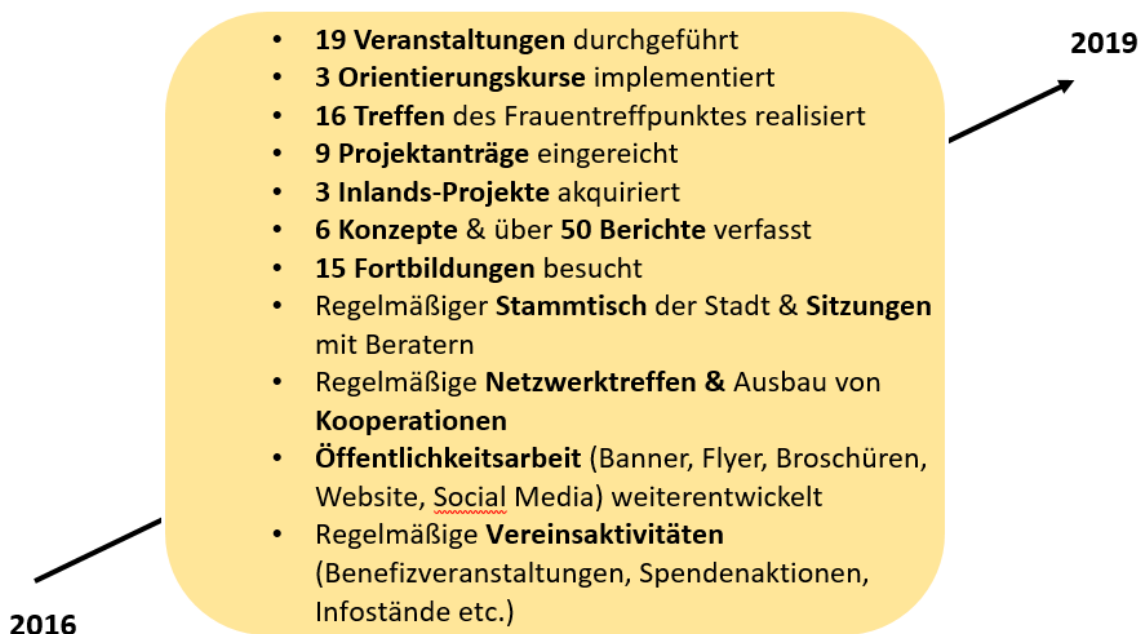 2019
• 19 Veranstaltungen durchgeführt
• 3 Orientierungskurse implementiert
• 16 Treffen des Frauentreffpunktes realisiert
• 9 Projektanträge eingereicht
• 3 Inlands-Projekte akquiriert
• 6 Konzepte & über 50 Berichte verfasst
• 15 Fortbildungen besucht
• Regelmäßiger Stammtisch der Stadt & Sitzungen
mit Beratern
• Regelmäßige Netzwerktreffen & Ausbau von
Kooperationen
• Öffentlichkeitsarbeit (Banner, Flyer, Broschüren,
Website, Social Media) weiterentwickelt
• Regelmäßige Vereinsaktivitäten
(Benefizveranstaltungen, Spendenaktionen,
Infostände etc.)
2016